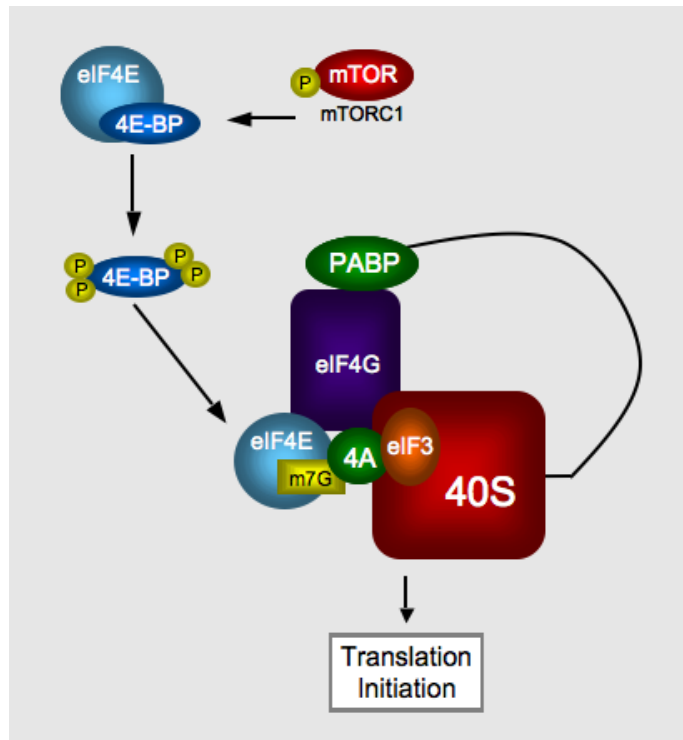 eIF4E
4E-BP
P
mTOR
mTORC1
P
P
4E-BP
P
P
PABP
eIF4G
eIF4E
m7G
4A
eIF3
40S
Translation
Initiation